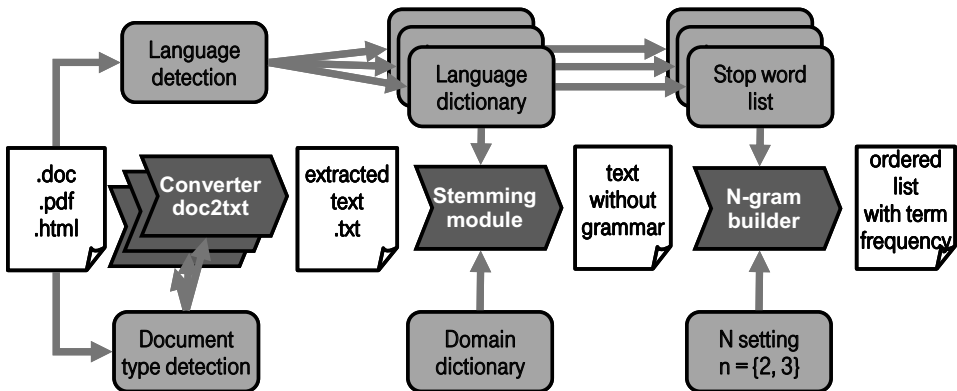 Language
detection
Language
dictionary
Stop word
list
.doc
.pdf
.html
Converter
doc2txt
extracted
text
.txt
Stemming
module
text
without
grammar
N-gram
builder
ordered
list
with term
frequency
Document
type detection
Domain
dictionary
N setting
n = {2, 3}